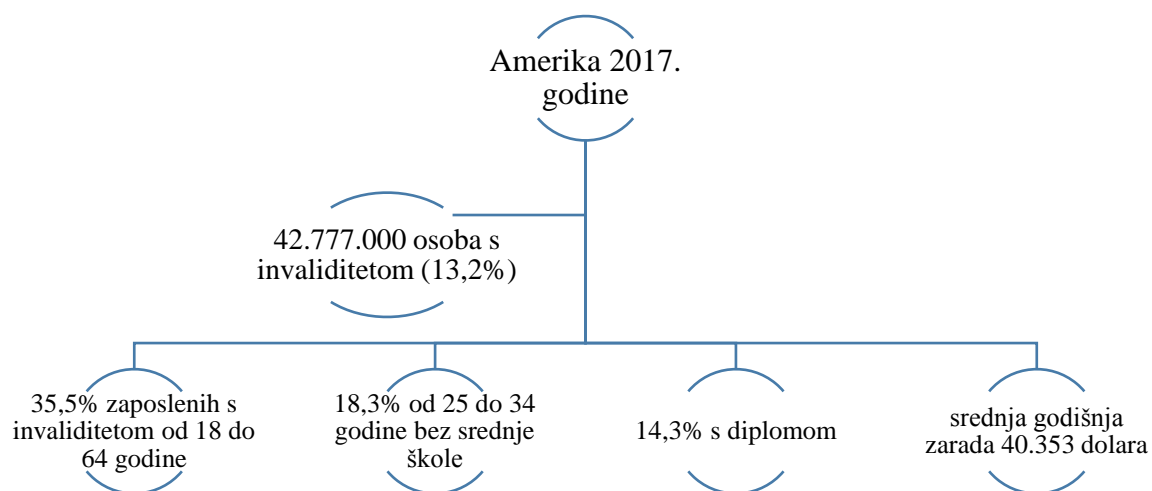 Amerika 2017.
godine
42.777.000 osoba s
invaliditetom (13,2%)
35,5% zaposlenih s
invaliditetom od 18 do
64 godine
18,3% od 25 do 34
godine bez srednje
škole
14,3% s diplomom
srednja godišnja
zarada 40.353 dolara